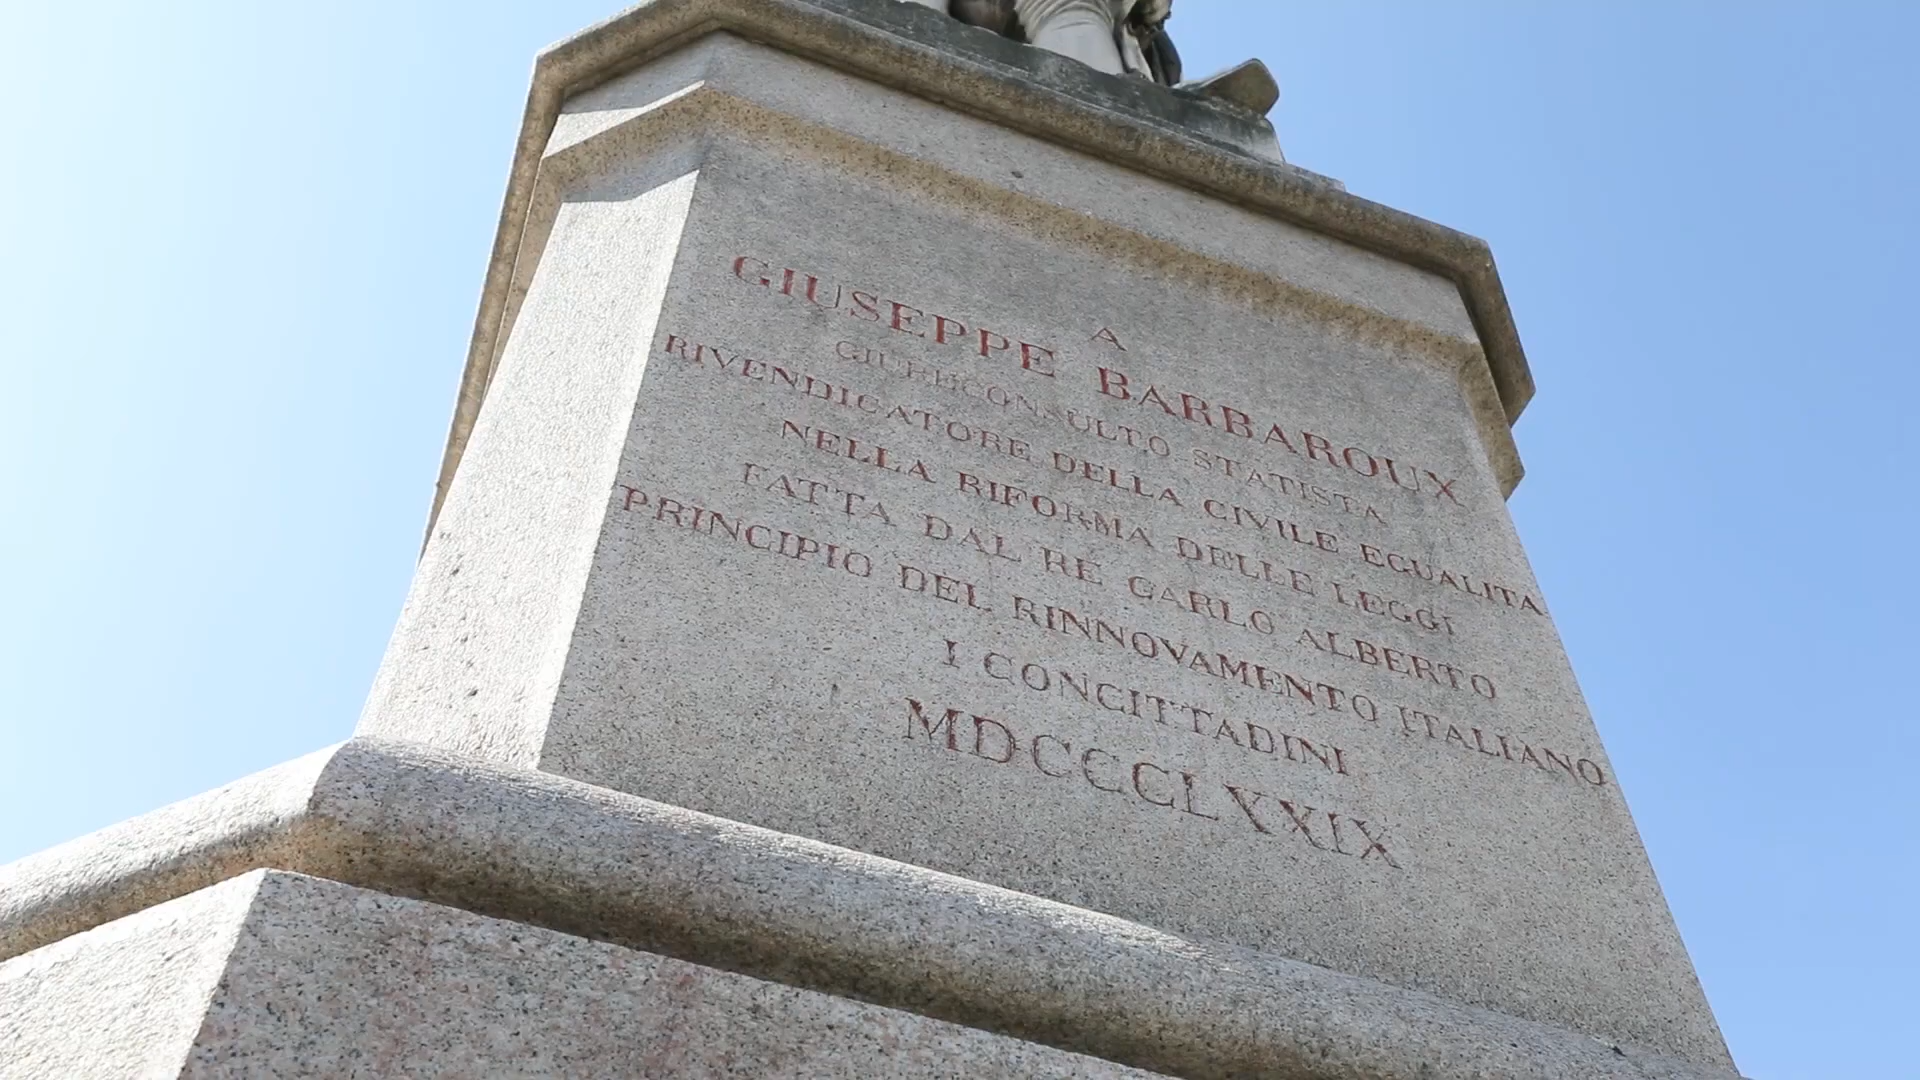 A
GIUSEPPE BARBAROUX
GIURECONSULTO STATISTA
RIVENDICATORE DELLA CIVILE EGUALITA
NELLA RIFORMA DELLE LEGGI
FATTA DAL RE CARLO ALBERTO
PRINCIPIO DEL RINNOVAMENTO ITALIANO
I CONCITTADINI
MDCCCLXXIX